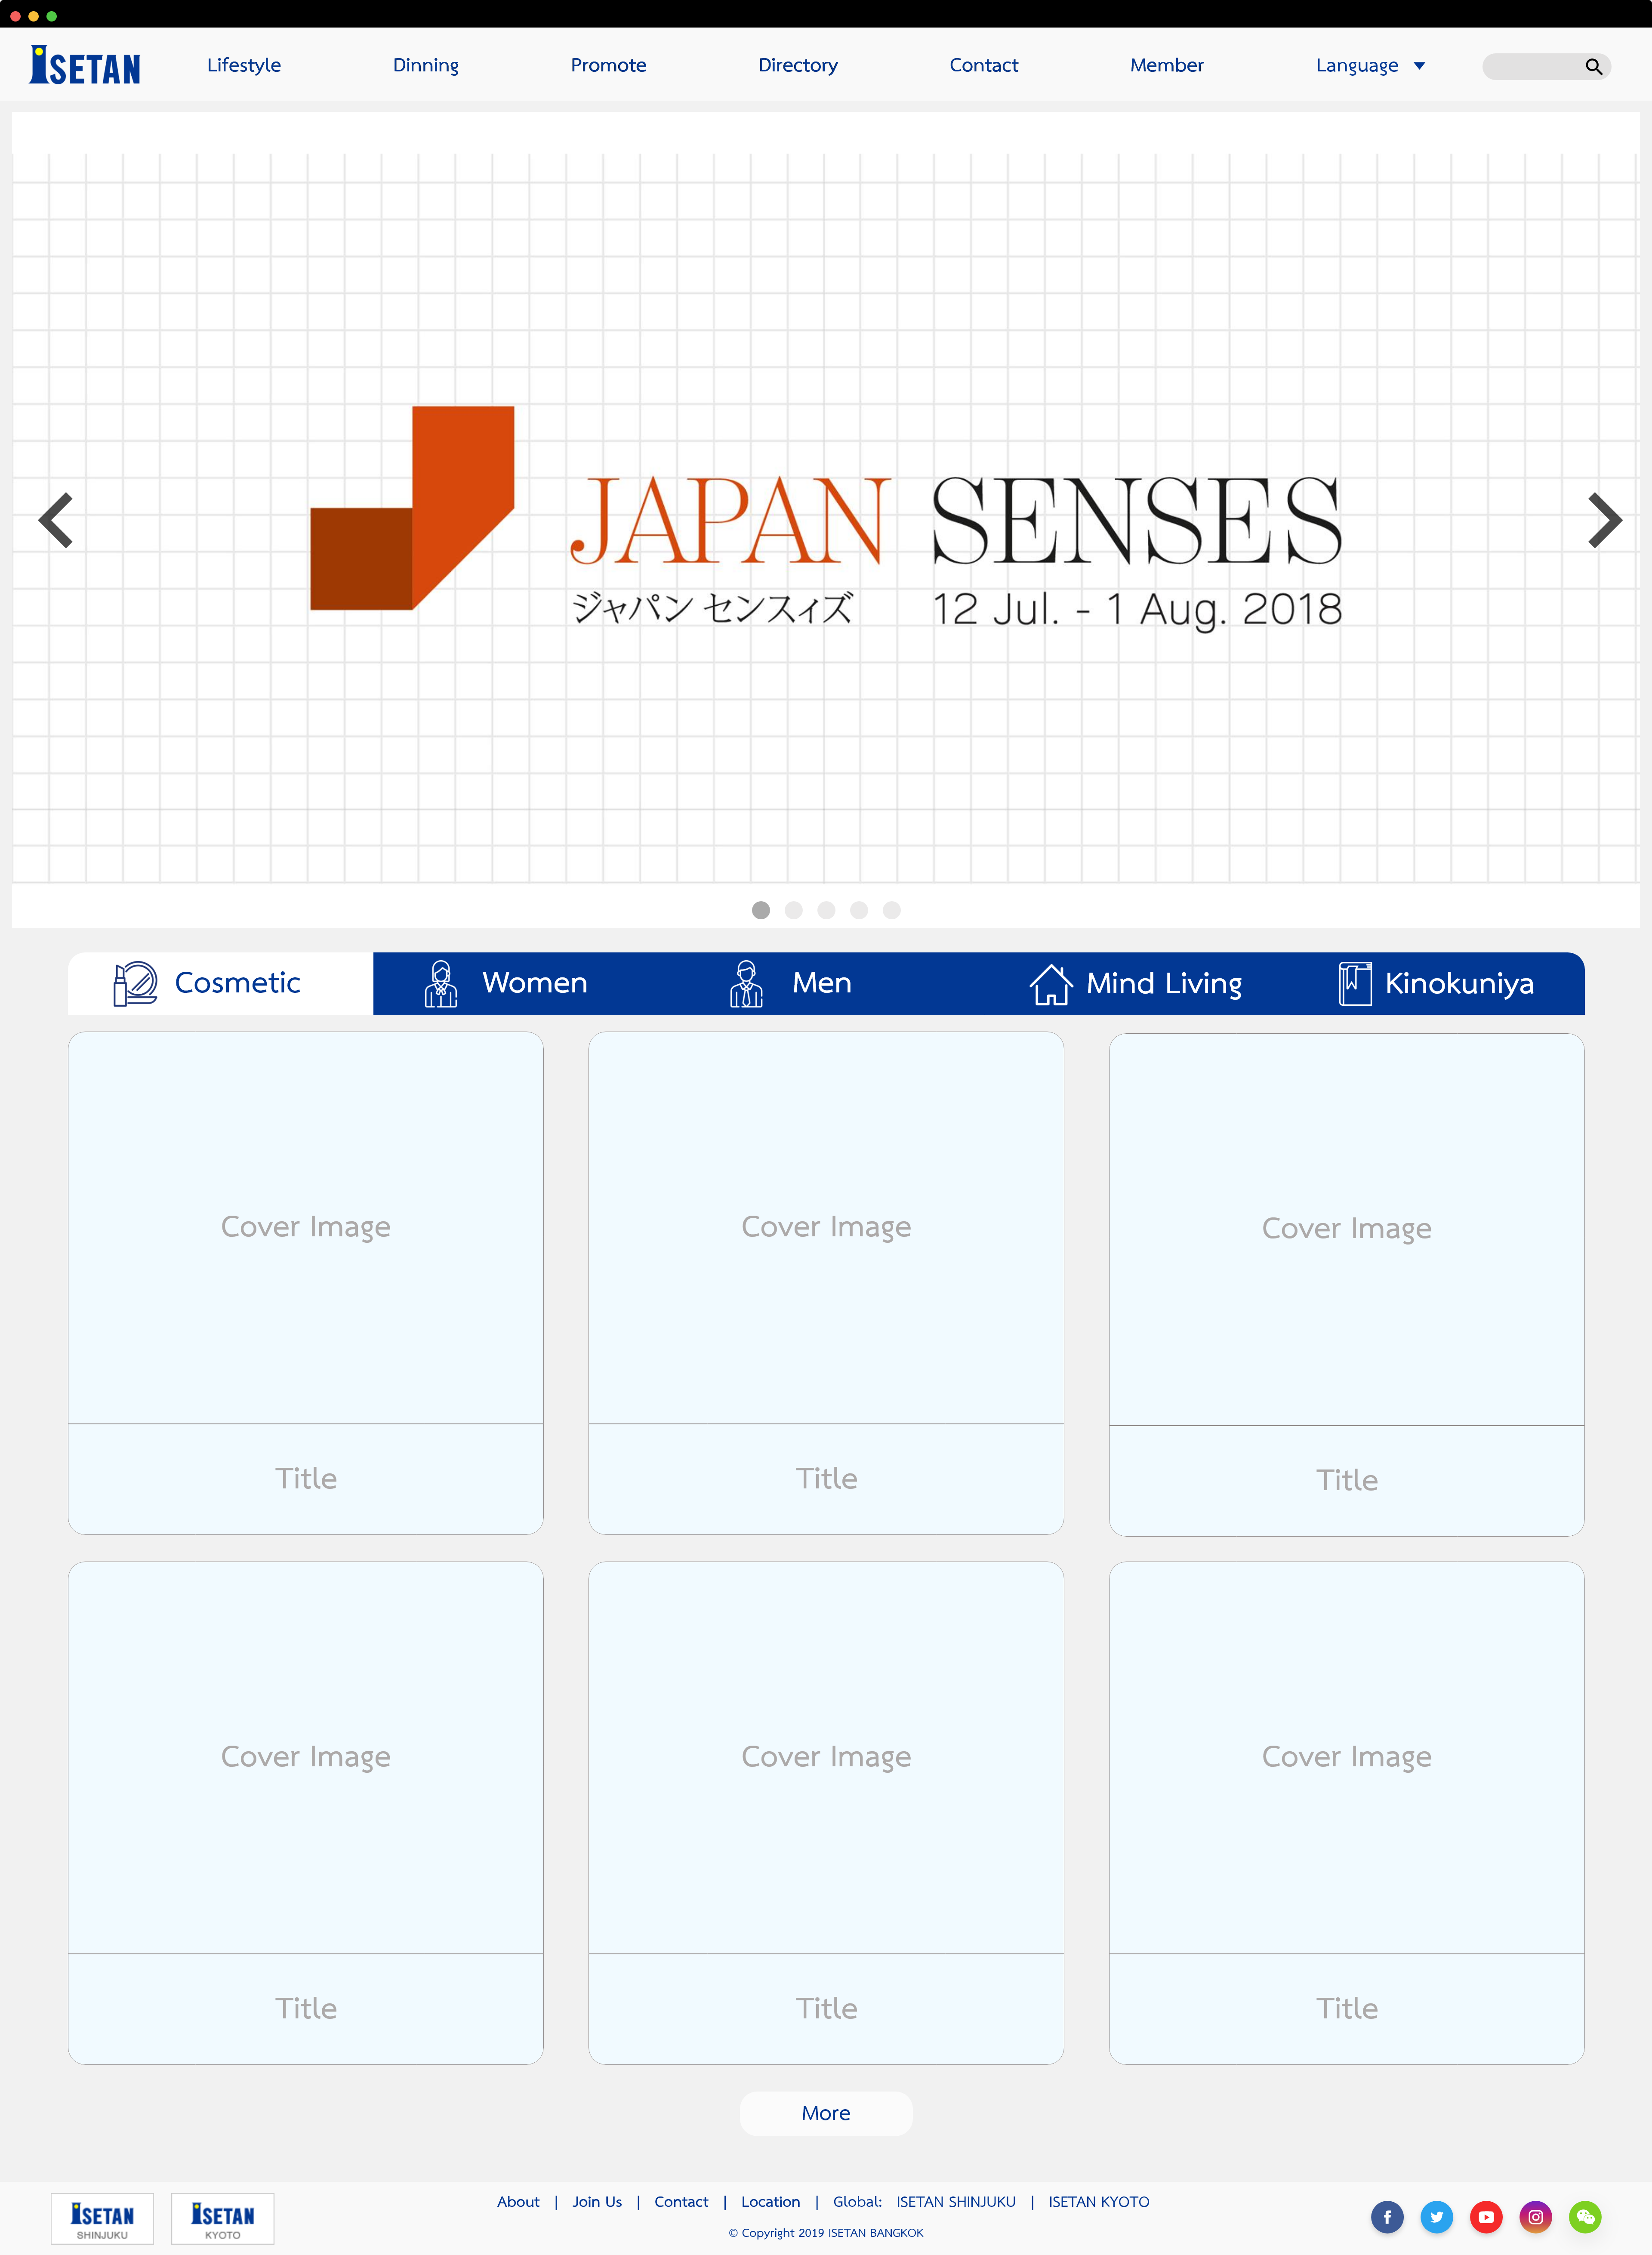 ISETAN
Lifestyle Dinning Promote Directory Contact Member Language
JAPAN SENSES
ジャパン センスィズ 12 Jul. - 1 Aug. 2018
Cosmetic Women Men Mind Living Kinokuniya
Cover Image Cover Image Cover Image
Title Title Title
Cover Image Cover Image Cover Image
Title Title Title
More
ISETAN SHINJUKU
ISETAN KYOTO
About | Join Us | Contact | Location | Global: ISETAN SHINJUKU | ISETAN KYOTO
© Copyright 2019 ISETAN BANGKOK